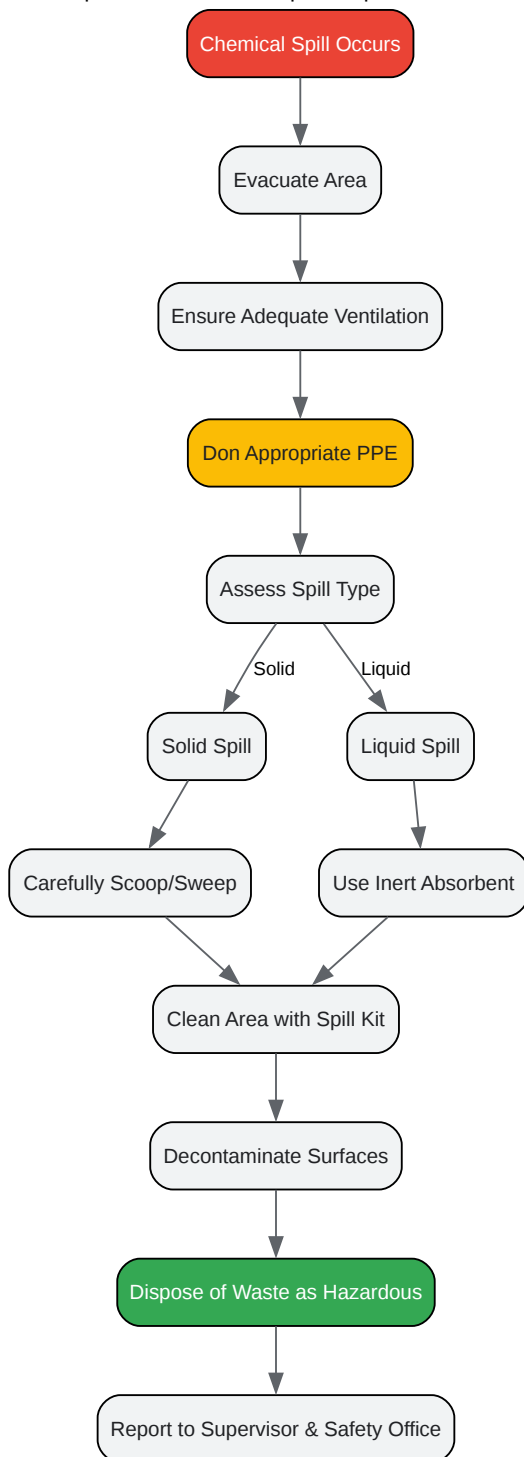 Chemical Spill Occurs
Evacuate Area
Ensure Adequate Ventilation
Don Appropriate PPE
Assess Spill Type
Solid
Liquid
Solid Spill
Liquid Spill
Carefully Scoop/Sweep
Use Inert Absorbent
Clean Area with Spill Kit
Decontaminate Surfaces
Dispose of Waste as Hazardous
Report to Supervisor & Safety Office